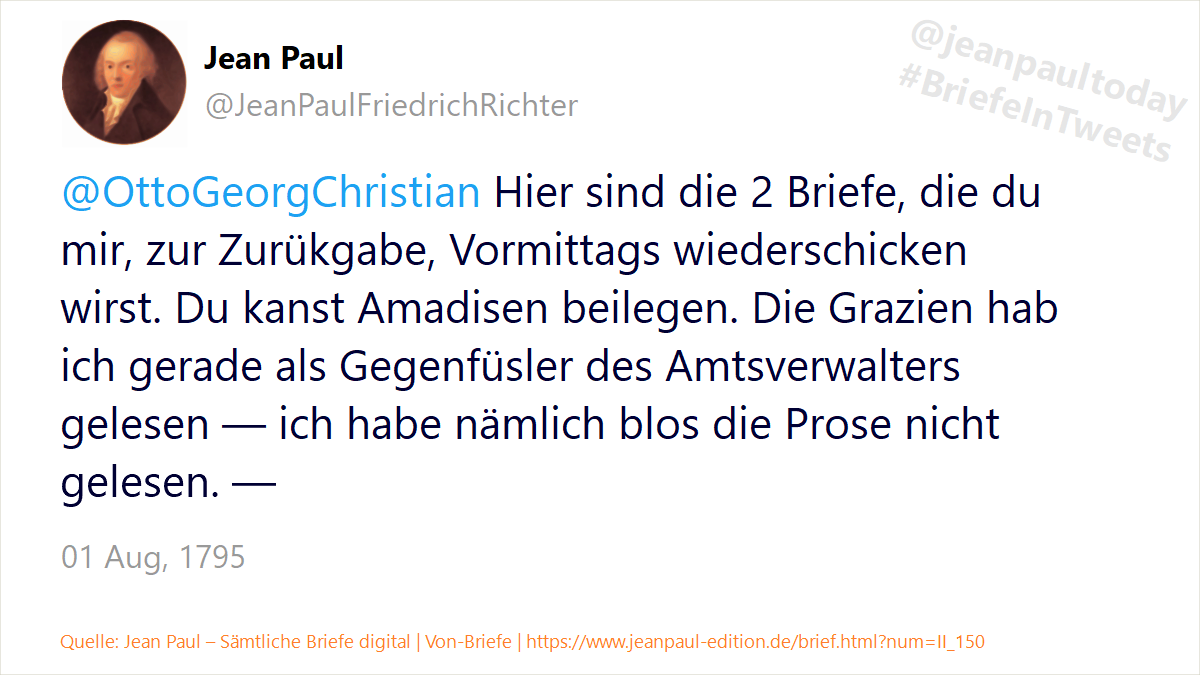 Jean Paul
@JeanPaulFriedrichRichter
@jeanpaultoday
#BriefeInTweets
@OttoGeorgChristian Hier sind die 2 Briefe, die du
mir, zur Zurükgabe, Vormittags wiederschicken
wirst. Du kanst Amadisen beilegen. Die Grazien hab
ich gerade als Gegenfüsler des Amtsverwalters
gelesen — ich habe nämlich blos die Prose nicht
gelesen. —
01 Aug, 1795
Quelle: Jean Paul – Sämtliche Briefe digital | Von-Briefe | https://www.jeanpaul-edition.de/brief.html?num=II_150